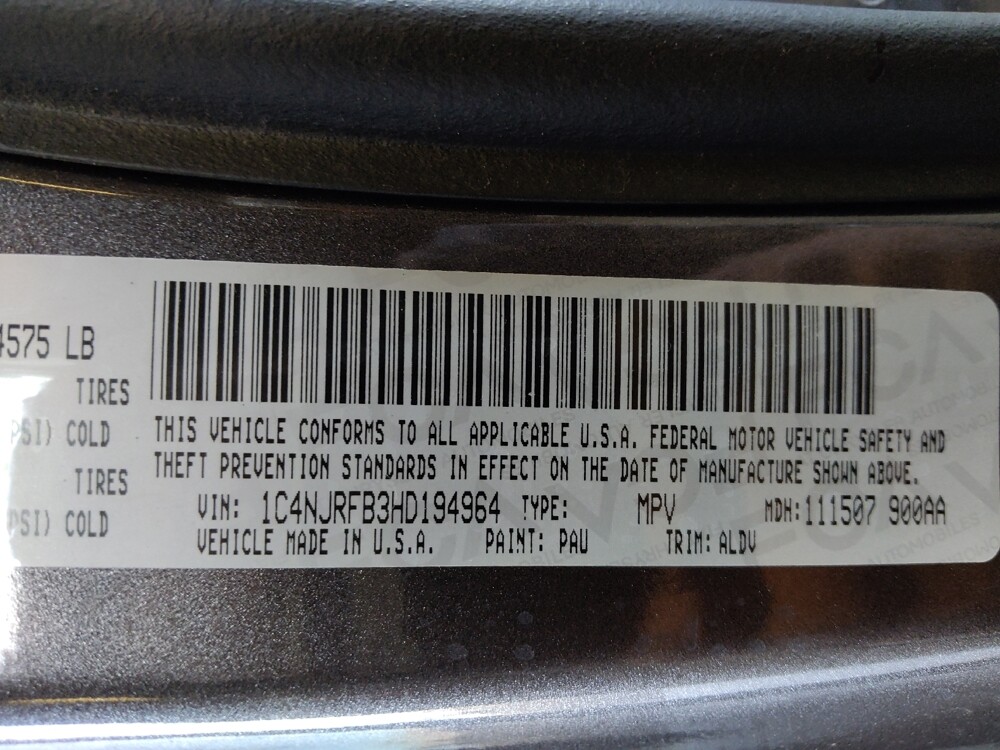 4575 LB
TIRES
PSI) COLD
TIRES
PSI) COLD
THIS VEHICLE CONFORMS TO ALL APPLICABLE U.S.A. FEDERAL MOTOR VEHICLE SAFETY AND
THEFT PREVENTION STANDARDS IN EFFECT ON THE DATE OF MANUFACTURE SHOWN ABOVE.
VIN: 1C4NJRFB3HD194964 TYPE: MPV MDH: 111507 900AA
VEHICLE MADE IN U.S.A. PAINT: PAU TRIM: ALDV